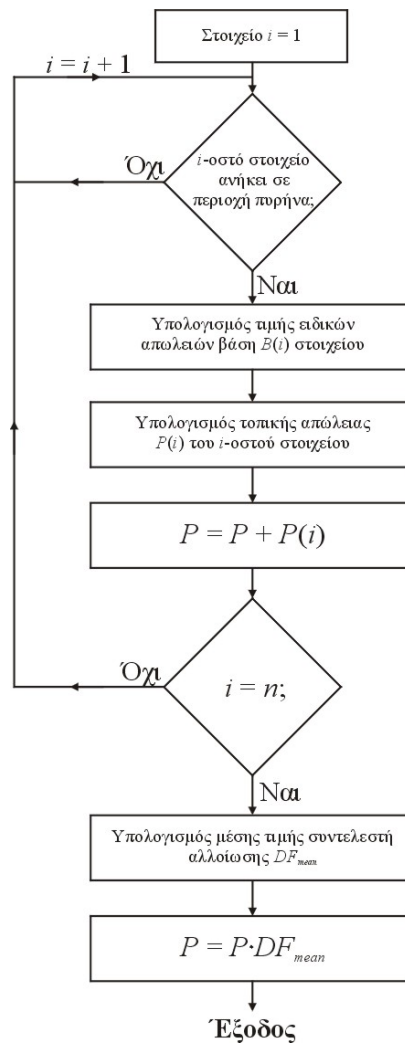 Στοιχείο i = 1
i = i + 1
Όχι
i-οστό στοιχείο
ανήκει σε
περιοχή πυρήνα;
Ναι
Υπολογισμός τιμής ειδικών
απωλειών βάση B(i) στοιχείου
Υπολογισμός τοπικής απώλειας
P(i) του i-οστού στοιχείου
P = P + P(i)
Όχι
i = n;
Ναι
Υπολογισμός μέσης τιμής συντελεστή
αλλοίωσης DFmean
P = P·DFmean
Έξοδος